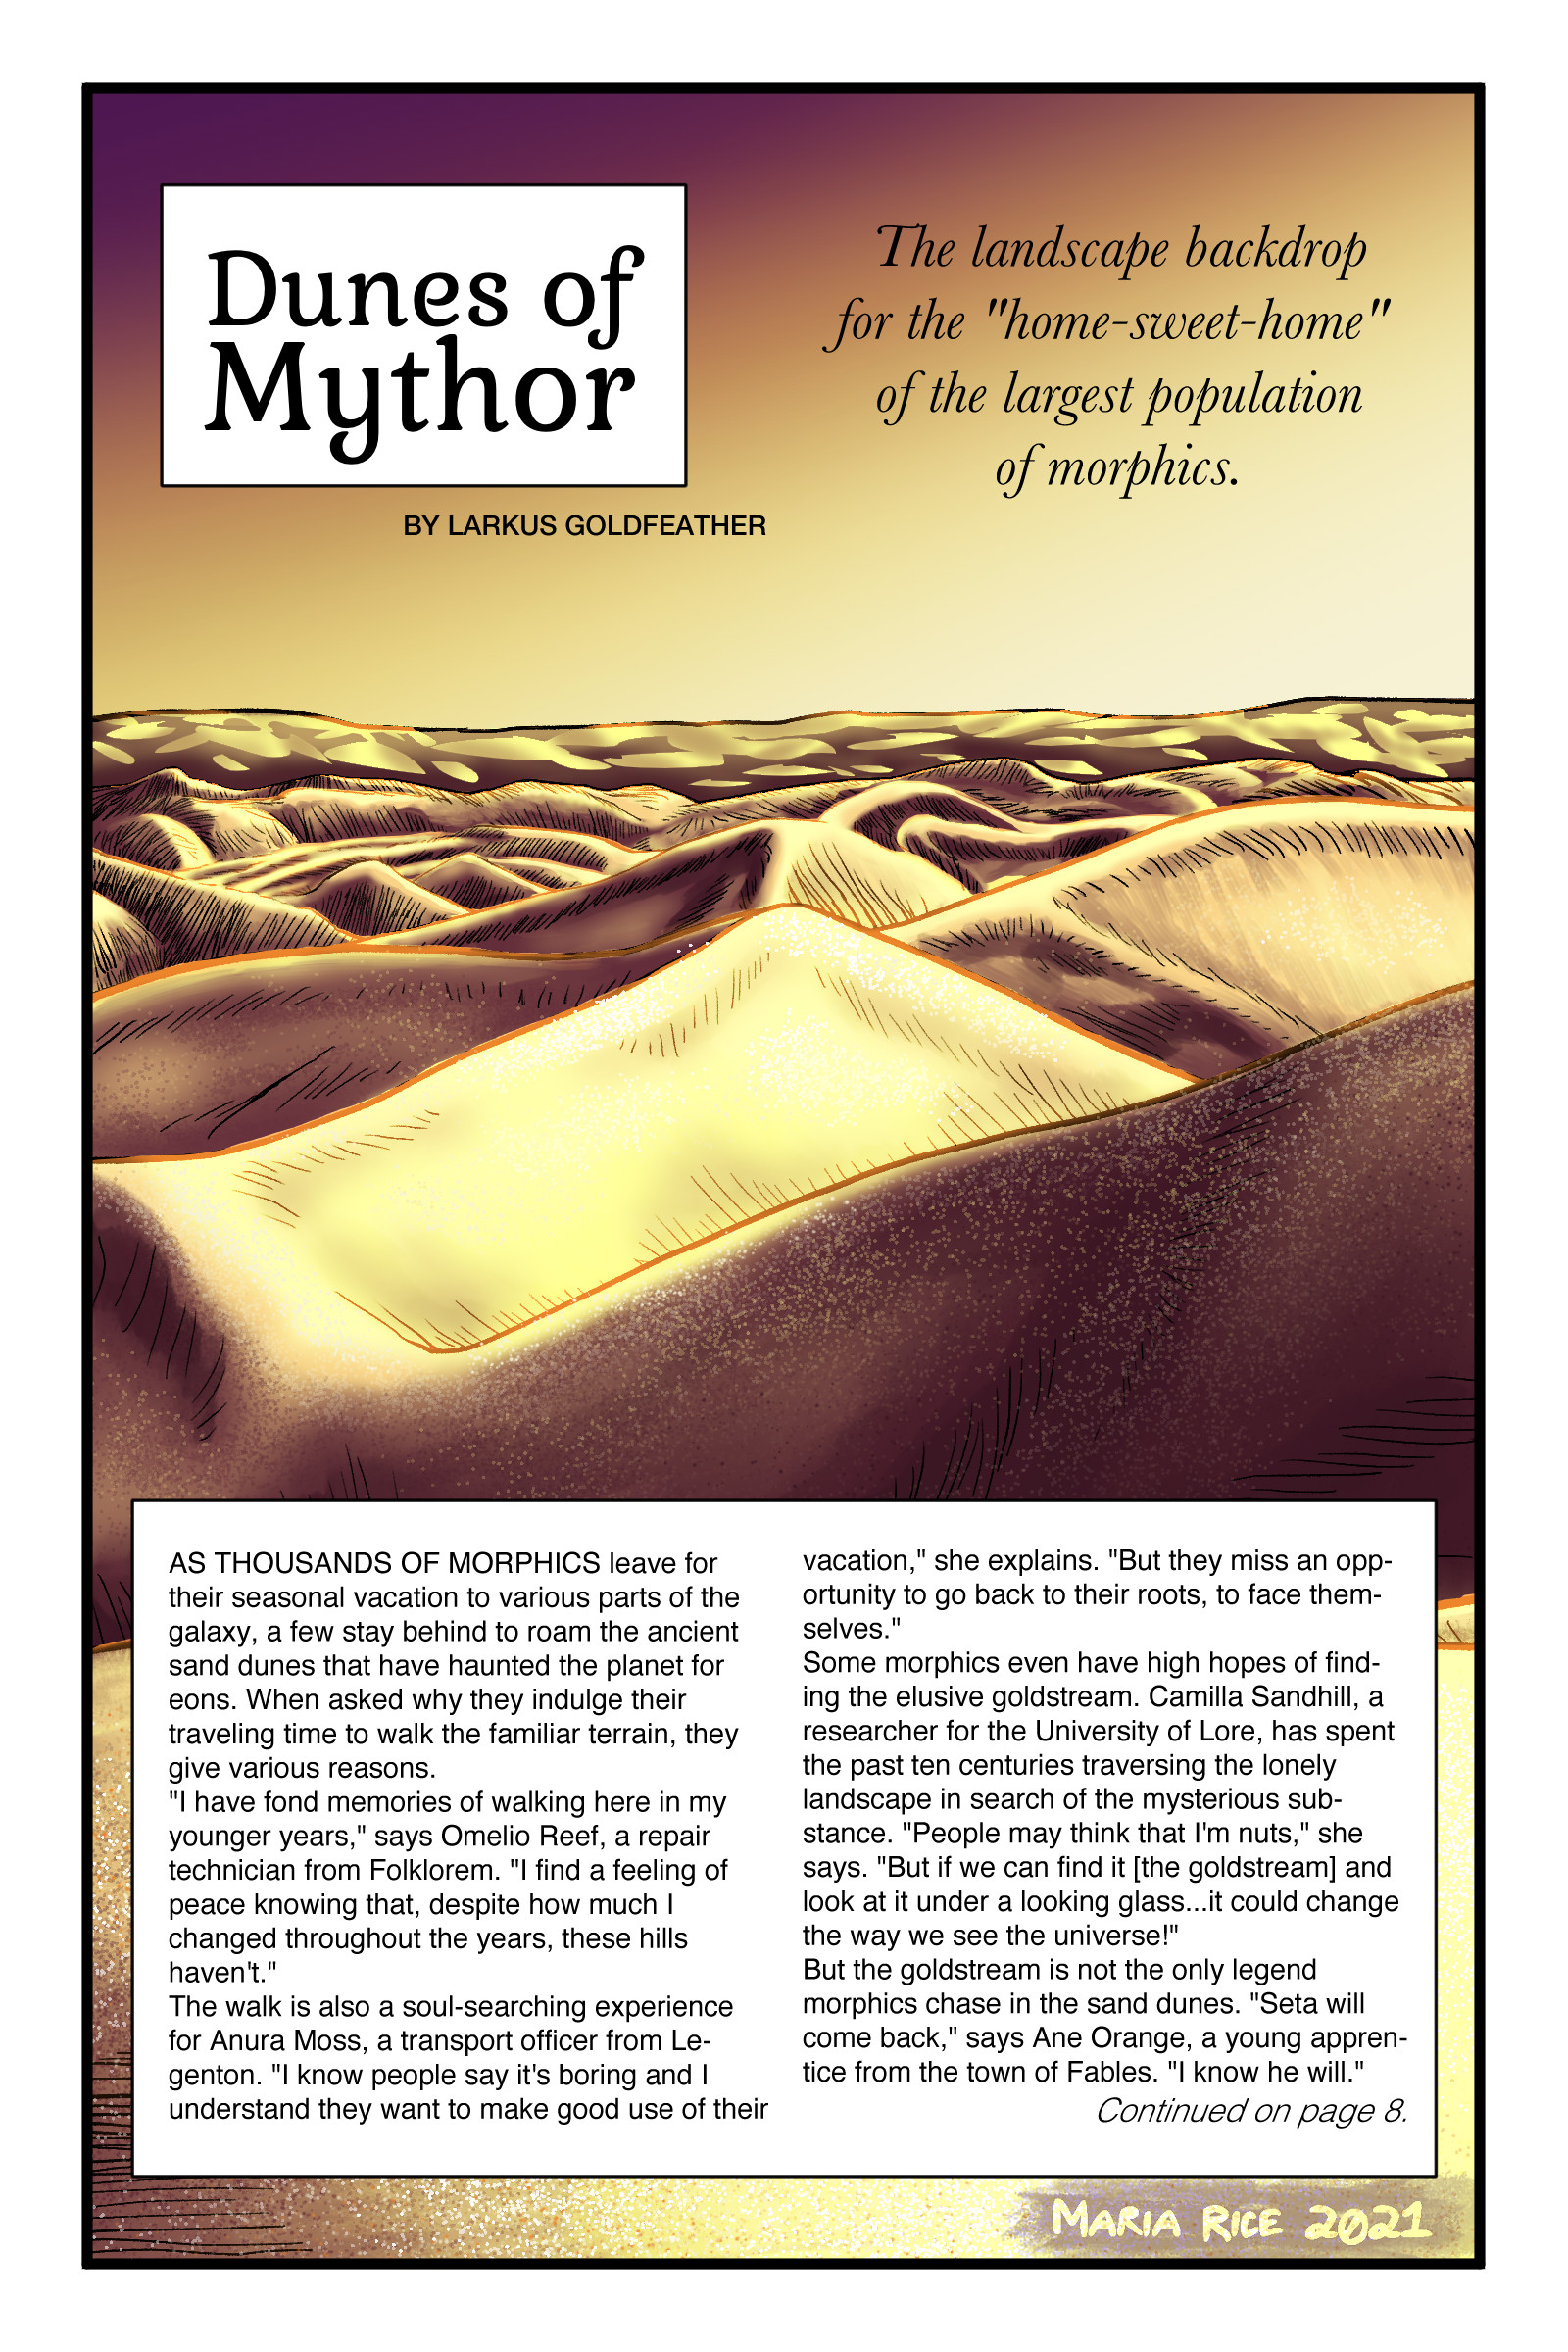 Dunes of
Mythor
BY LARKUS GOLDFEATHER
The landscape backdrop
for the "home-sweet-home"
of the largest population
of morphics.
AS THOUSANDS OF MORPHICS leave for
their seasonal vacation to various parts of the
galaxy, a few stay behind to roam the ancient
sand dunes that have haunted the planet for
eons. When asked why they indulge their
traveling time to walk the familiar terrain, they
give various reasons.
"I have fond memories of walking here in my
younger years," says Omelio Reef, a repair
technician from Folklorem. "I find a feeling of
peace knowing that, despite how much I
changed throughout the years, these hills
haven't."
The walk is also a soul-searching experience
for Anura Moss, a transport officer from Le-
genton. "I know people say it's boring and I
understand they want to make good use of their
vacation," she explains. "But they miss an opp-
ortunity to go back to their roots, to face them-
selves."
Some morphics even have high hopes of find-
ing the elusive goldstream. Camilla Sandhill, a
researcher for the University of Lore, has spent
the past ten centuries traversing the lonely
landscape in search of the mysterious sub-
stance. "People may think that I'm nuts," she
says. "But if we can find it [the goldstream] and
look at it under a looking glass...it could change
the way we see the universe!"
But the goldstream is not the only legend
morphics chase in the sand dunes. "Seta will
come back," says Ane Orange, a young appren-
tice from the town of Fables. "I know he will."
Continued on page 8.
MARIA RICE 2021